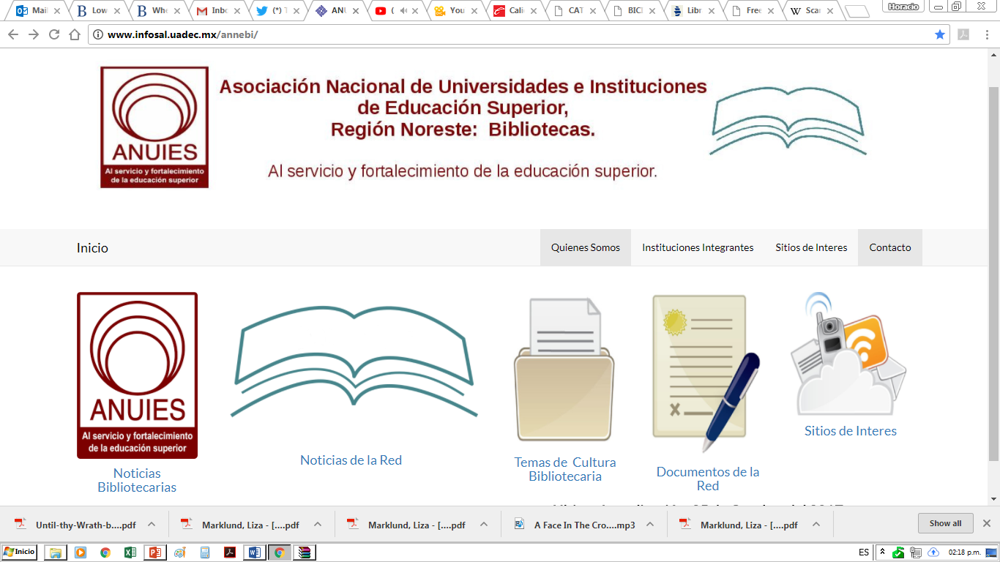 Mail
Low
Whe
Inbo
(*) T
ANU
(
You
Cali
CAT
BICI
Libr
Free
Scar
Horacio
www.infosal.uadec.mx/annebi/
ANUIES
Al servicio y fortalecimiento
de la educación superior
Asociación Nacional de Universidades e Instituciones
de Educación Superior,
Región Noreste: Bibliotecas.
Al servicio y fortalecimiento de la educación superior.
Inicio
Quienes Somos
Instituciones Integrantes
Sitios de Interes
Contacto
ANUIES
Al servicio y fortalecimiento
de la educación superior
Noticias
Bibliotecarias
Noticias de la Red
Temas de Cultura
Bibliotecaria
Documentos de la
Red
Sitios de Interes
Until-thy-Wrath-b....pdf
Marklund, Liza - [....pdf
Marklund, Liza - [....pdf
A Face In The Cro....mp3
Marklund, Liza - [....pdf
Show all
Inicio
ES
02:18 p.m.